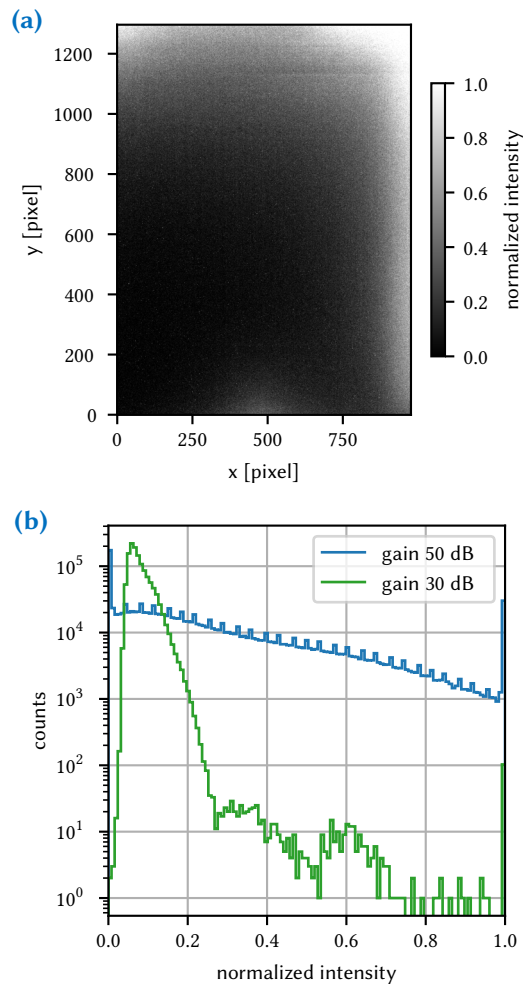 (a)
1200
1000
800
600
400
200
0
y [pixel]
0 250 500 750
x [pixel]
1.0
0.8
0.6
0.4
0.2
0.0
normalized intensity
(b)
gain 50 dB
gain 30 dB
10^5
10^4
10^3
10^2
10^1
10^0
counts
0.0 0.2 0.4 0.6 0.8 1.0
normalized intensity